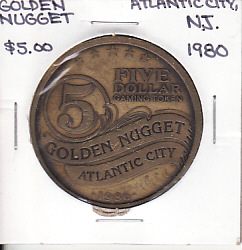 GOLDEN
NUGGET
$5.00
ATLANTIC CITY,
N.J.
1980
5
FIVE
DOLLAR
GAMING TOKEN
GOLDEN NUGGET
ATLANTIC CITY